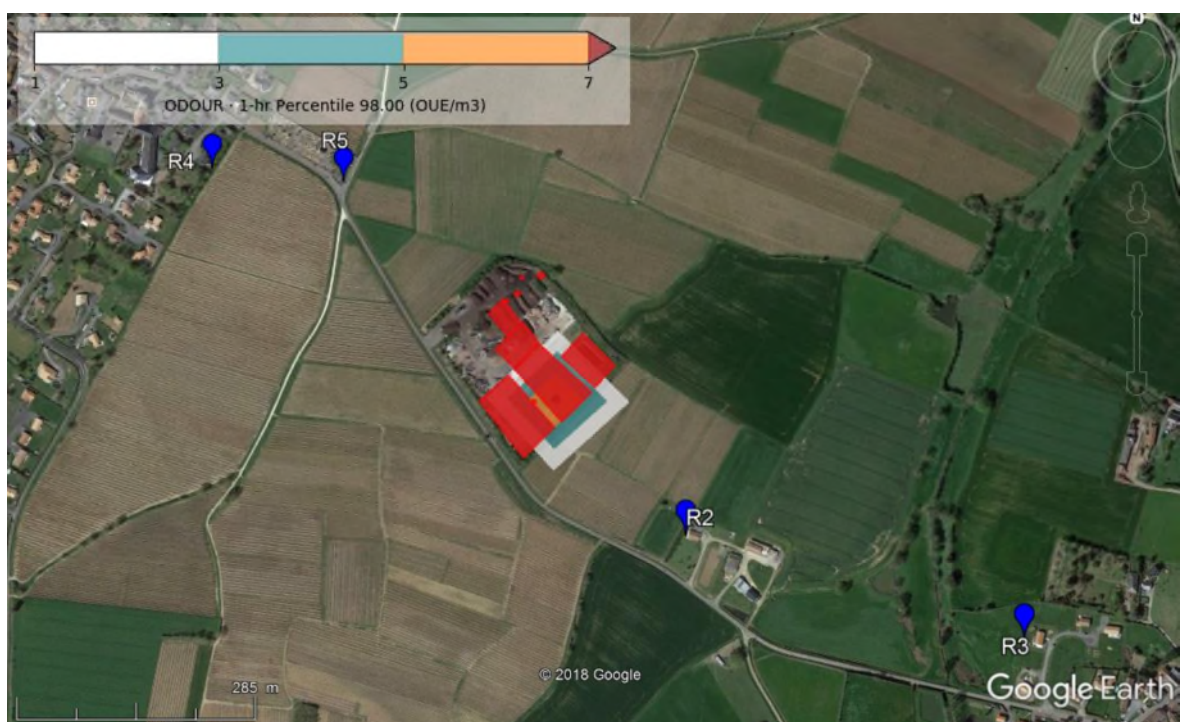 1 3 5 7
ODOUR · 1-hr Percentile 98.00 (OUE/m3)
N
R5
R4
R2
R3
© 2018 Google
285 m
Google Earth